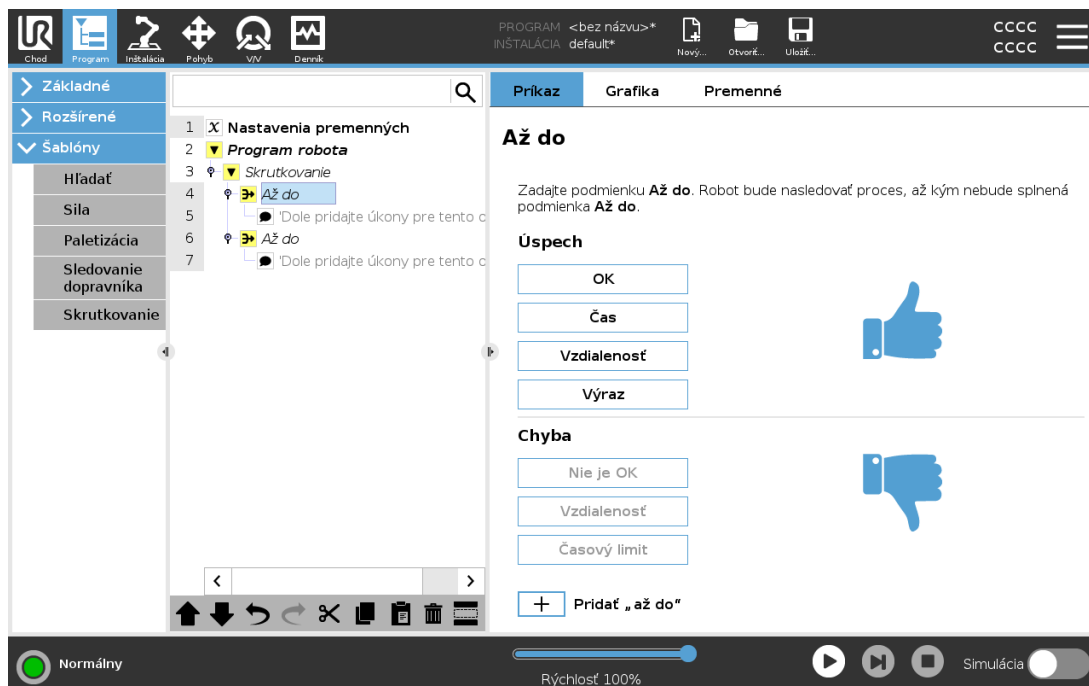 UR
Chod
Program
Inštalácia
Pohyb
V/V
Denník
PROGRAM <bez názvu>*
INŠTALÁCIA default*
Nový...
Otvoriť...
Uložiť...
CCCC
CCCC
Základné
Rozšírené
Šablóny
Hľadať
Sila
Paletizácia
Sledovanie
dopravníka
Skrutkovanie
1 X Nastavenia premenných
2 Program robota
3 Skrutkovanie
4 Až do
5 'Dole pridajte úkony pre tento
6 Až do
7 'Dole pridajte úkony pre tento
Príkaz Grafika Premenné
Až do
Zadajte podmienku Až do. Robot bude nasledovať proces, až kým nebude splnená
podmienka Až do.
Úspech
OK
Čas
Vzdialenosť
Výraz
Chyba
Nie je OK
Vzdialenosť
Časový limit
+ Pridať „až do“
Normálny
Rýchlosť 100%
Simulácia